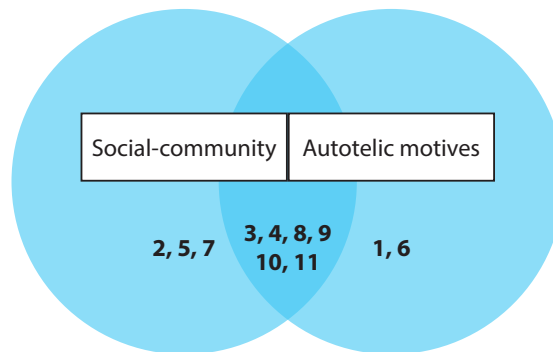 Social-community Autotelic motives
3, 4, 8, 9
2, 5, 7 1, 6
10, 11